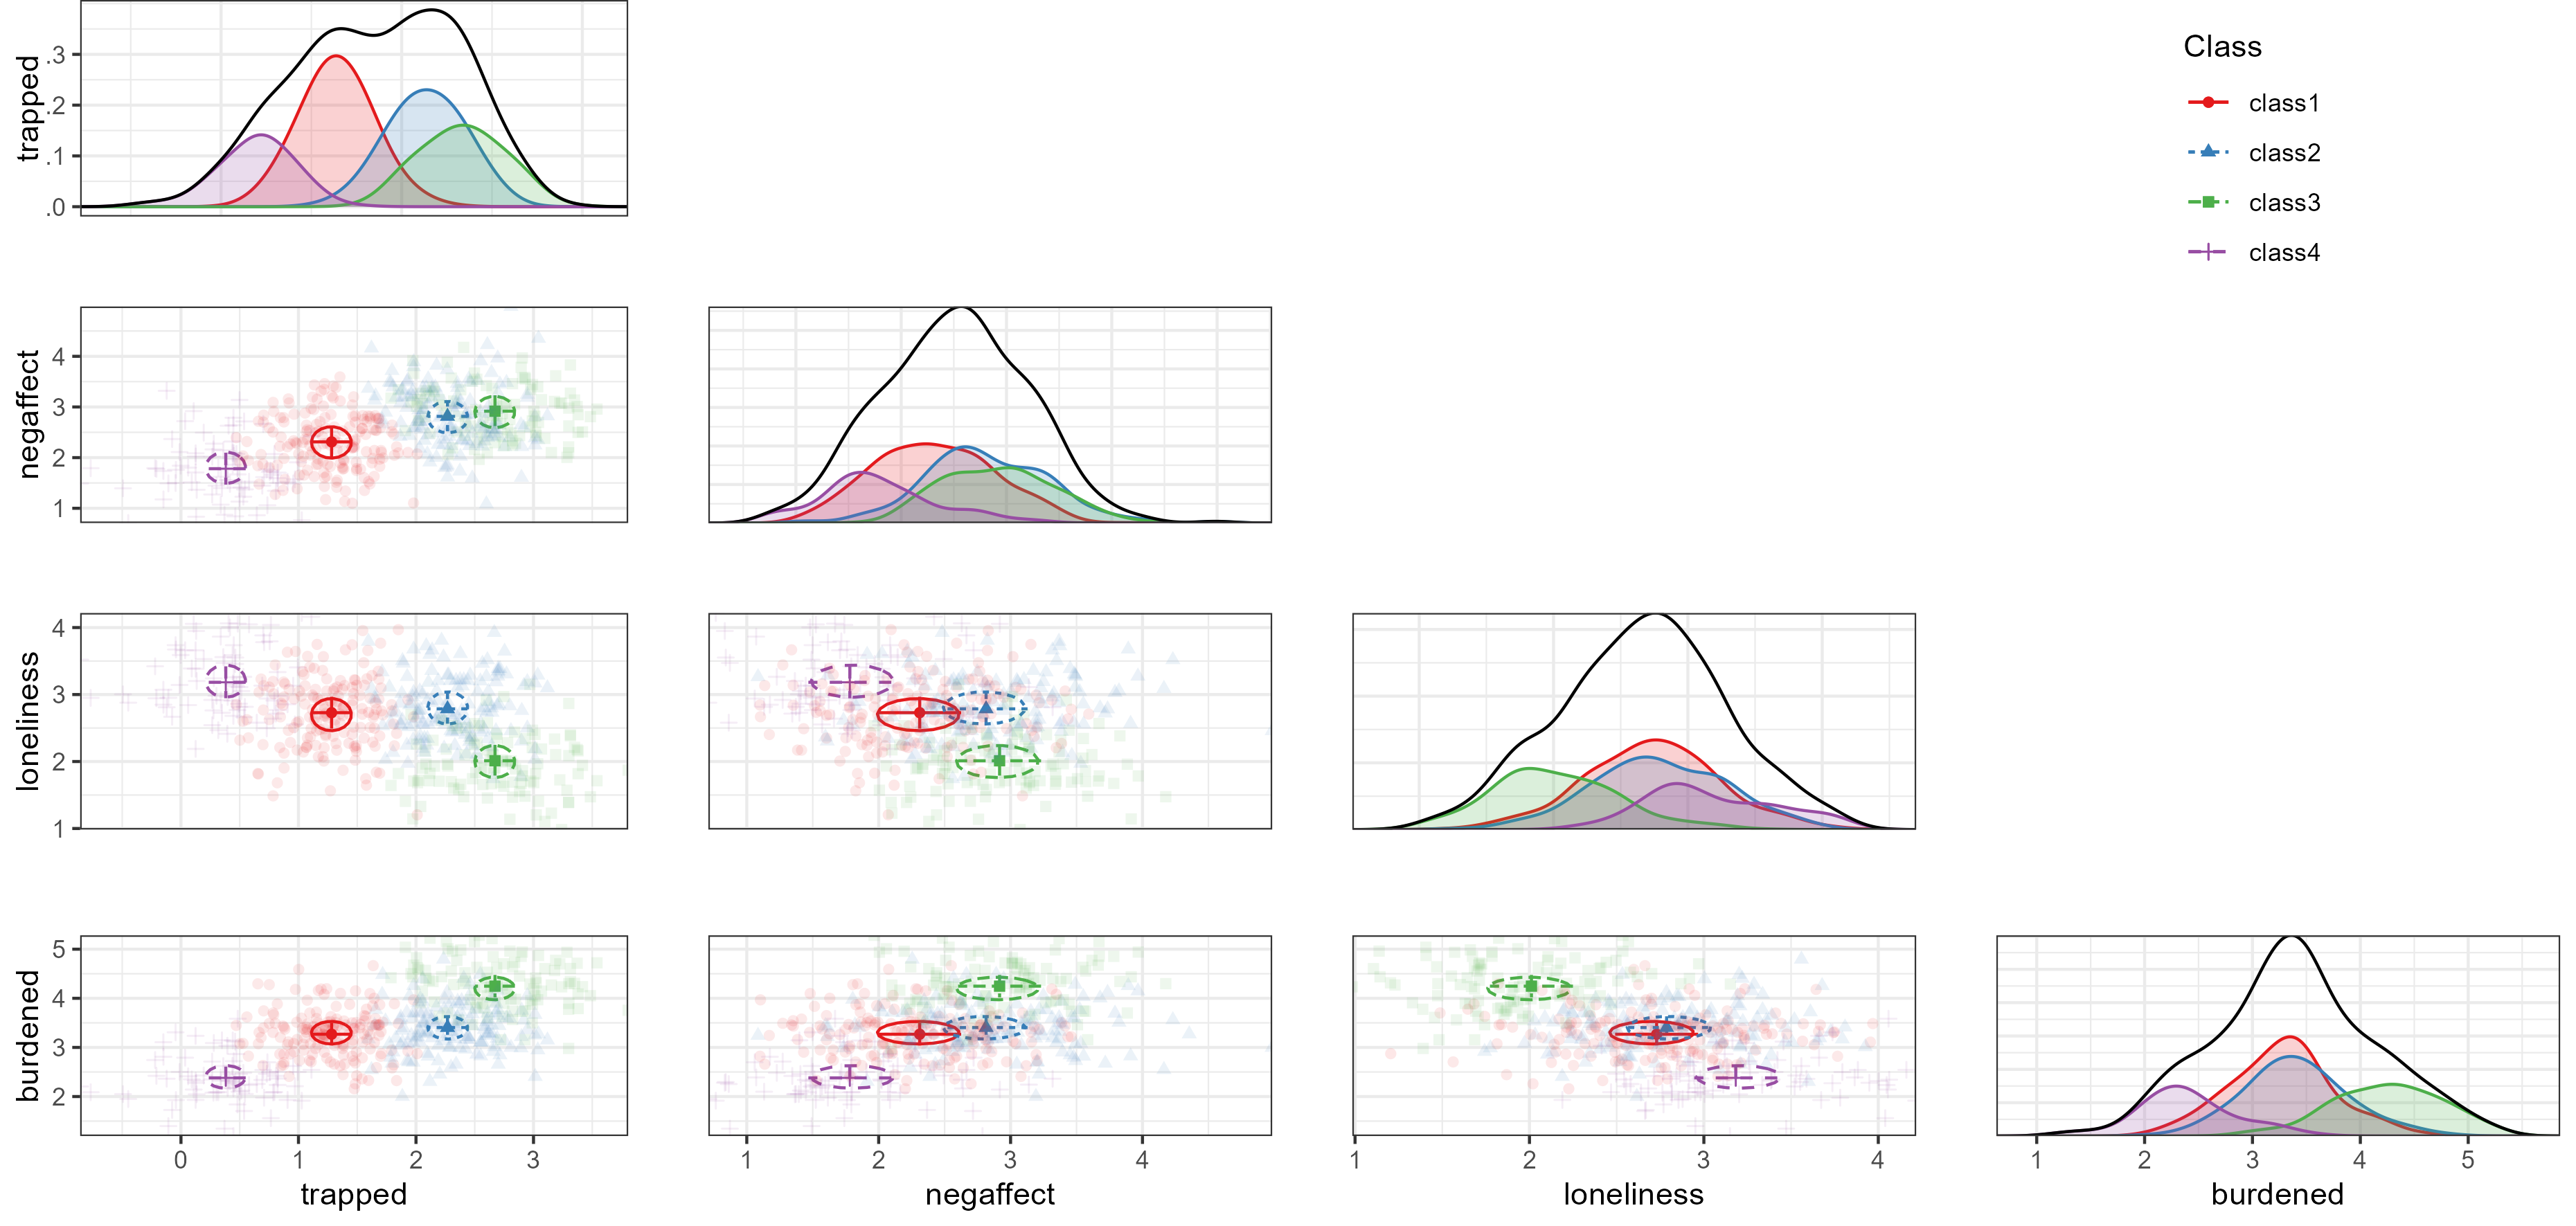 trapped
.3
.2
.1
.0
Class
class1
class2
class3
class4
negaffect
4
3
2
1
loneliness
4
3
2
1
burdened
5
4
3
2
0 1 2 3
1 2 3 4
1 2 3 4
1 2 3 4 5
trapped
negaffect
loneliness
burdened